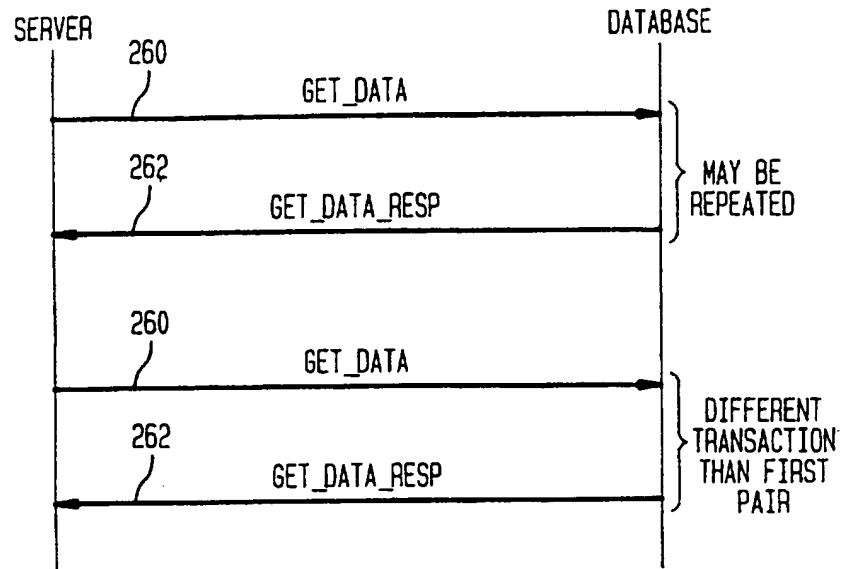 SERVER
DATABASE
260
GET_DATA
262
GET_DATA_RESP
MAY BE
REPEATED
260
GET_DATA
262
GET_DATA_RESP
DIFFERENT
TRANSACTION
THAN FIRST
PAIR